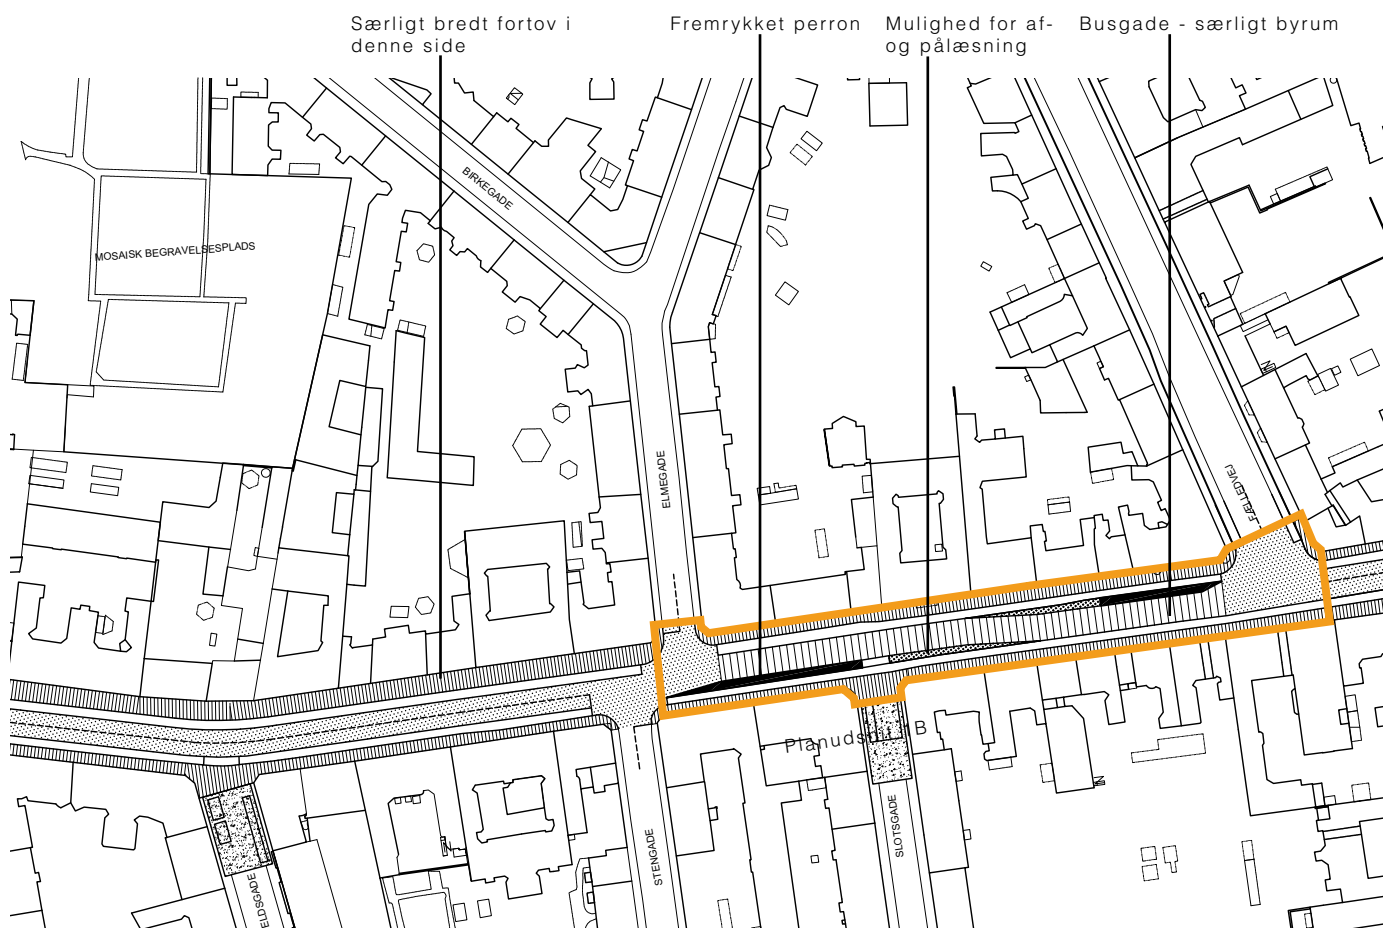 Særligt bredt fortov i
denne side
Fremrykket perron
Mulighed for af-
og pålæsning
Busgade - særligt byrum
BIRKEGADE
MOSAISK BEGRAVELSESPLADS
ELMEGADE
FÆLLEDVEJ
STENGADE
SLOTSGADE
ELDSGADE